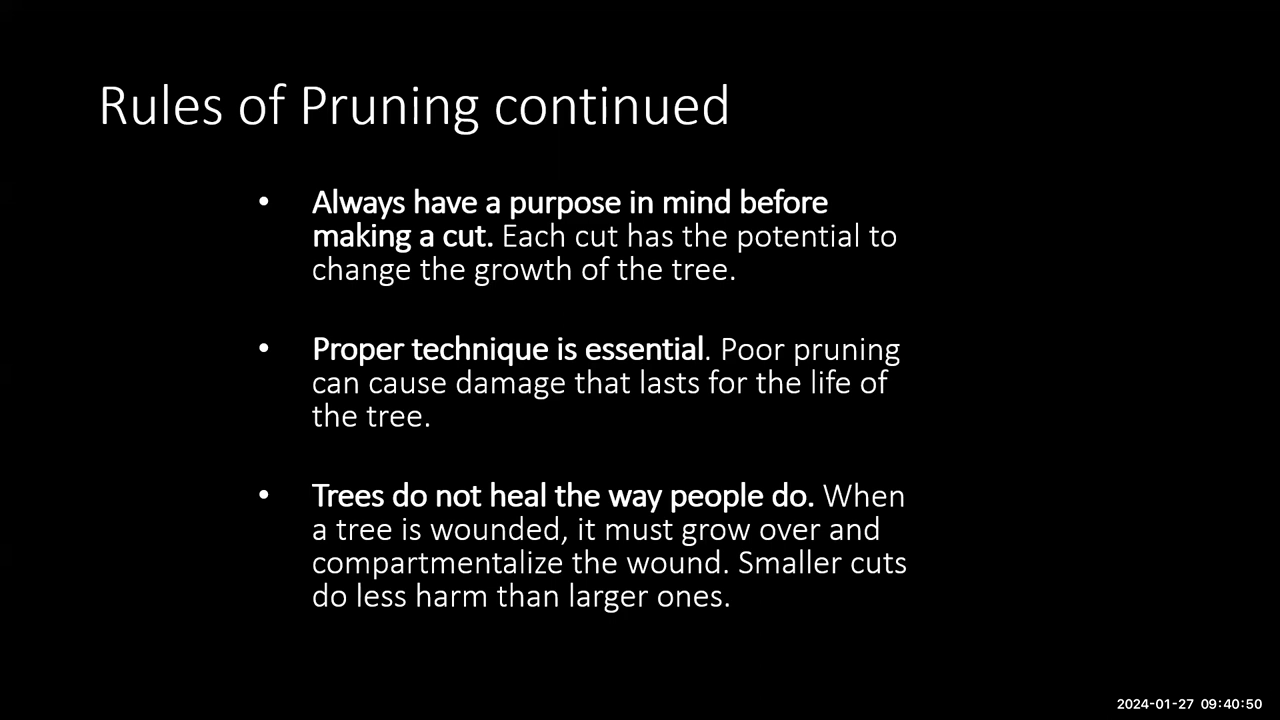 Rules of Pruning continued
• Always have a purpose in mind before
making a cut. Each cut has the potential to
change the growth of the tree.
• Proper technique is essential. Poor pruning
can cause damage that lasts for the life of
the tree.
• Trees do not heal the way people do. When
a tree is wounded, it must grow over and
compartmentalize the wound. Smaller cuts
do less harm than larger ones.
2024-01-27 09:40:50